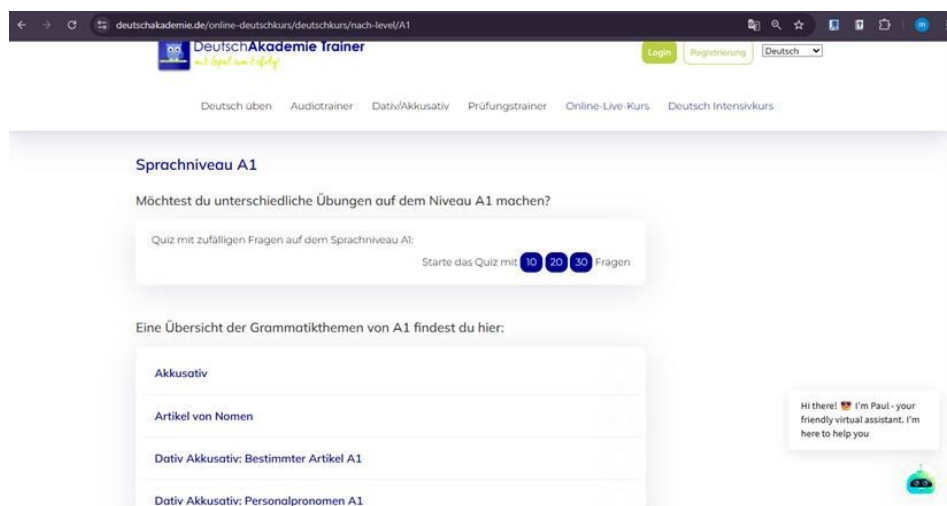 deutschakademie.de/online-deutschkurs/deutschkurs/nach-level/A1
DeutschAkademie Trainer
mit Spaß zum Erfolg!
Login
Registrierung
Deutsch
Deutsch üben
Audiotrainer
Dativ/Akkusativ
Prüfungstrainer
Online-Live-Kurs
Deutsch Intensivkurs
Sprachniveau A1
Möchtest du unterschiedliche Übungen auf dem Niveau A1 machen?
Quiz mit zufälligen Fragen auf dem Sprachniveau A1:
Starte das Quiz mit 10 20 30 Fragen
Eine Übersicht der Grammatikthemen von A1 findest du hier:
Akkusativ
Artikel von Nomen
Dativ Akkusativ: Bestimmter Artikel A1
Dativ Akkusativ: Personalpronomen A1
Hi there! 😎 I'm Paul - your
friendly virtual assistant. I'm
here to help you
m